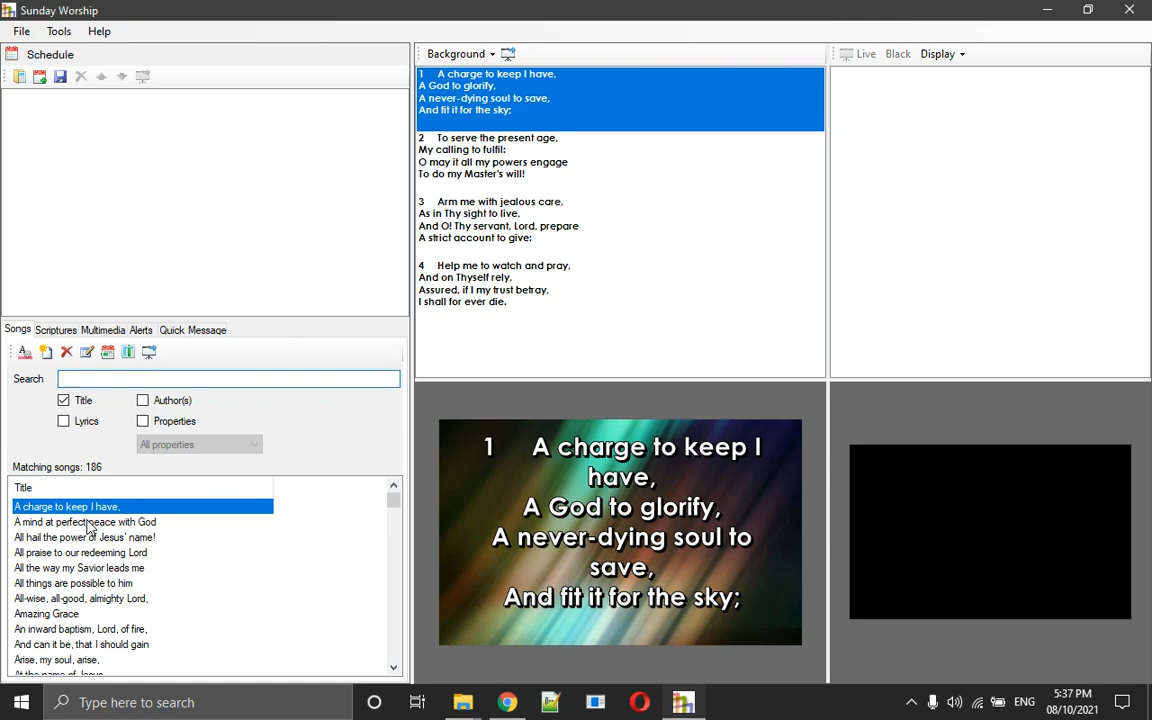 Sunday Worship
File Tools Help
Schedule
Background
Live Black Display
1 A charge to keep I have,
A God to glorify,
A never-dying soul to save,
And fit it for the sky;
2 To serve the present age,
My calling to fulfil:
O may it all my powers engage
To do my Master's will!
3 Arm me with jealous care,
As in Thy sight to live,
And O! Thy servant, Lord, prepare
A strict account to give:
4 Help me to watch and pray,
And on Thyself rely,
Assured, if I my trust betray,
I shall for ever die.
Songs Scriptures Multimedia Alerts Quick Message
Search
Title Author(s)
Lyrics Properties
All properties
Matching songs: 186
Title
A charge to keep I have,
A mind at perfect peace with God
All hail the power of Jesus' name!
All praise to our redeeming Lord
All the way my Savior leads me
All things are possible to him
All-wise, all-good, almighty Lord,
Amazing Grace
An inward baptism, Lord, of fire,
And can it be, that I should gain
Arise, my soul, arise,
At the name of Jesus
1 A charge to keep I
have,
A God to glorify,
A never-dying soul to
save,
And fit it for the sky;
Type here to search
ENG
5:37 PM
08/10/2021